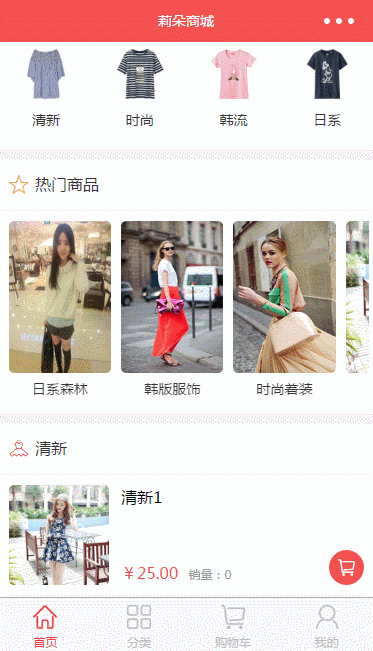 莉朵商城
清新 时尚 韩流 日系
热门商品
日系森林 韩版服饰 时尚着装
清新
清新1
￥25.00 销量：0
首页 分类 购物车 我的